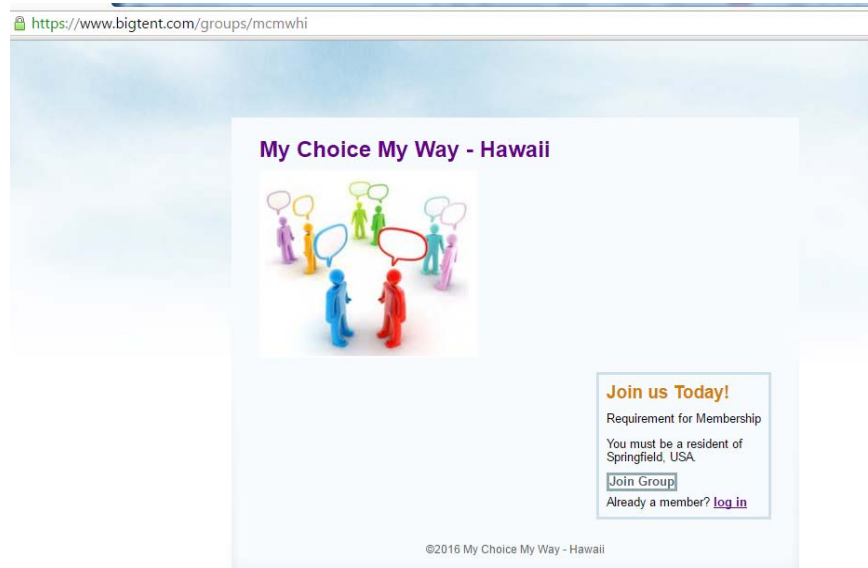 https://www.bigtent.com/groups/mcmwhi
My Choice My Way - Hawaii
Join us Today!
Requirement for Membership
You must be a resident of
Springfield, USA.
Join Group
Already a member? log in
©2016 My Choice My Way - Hawaii